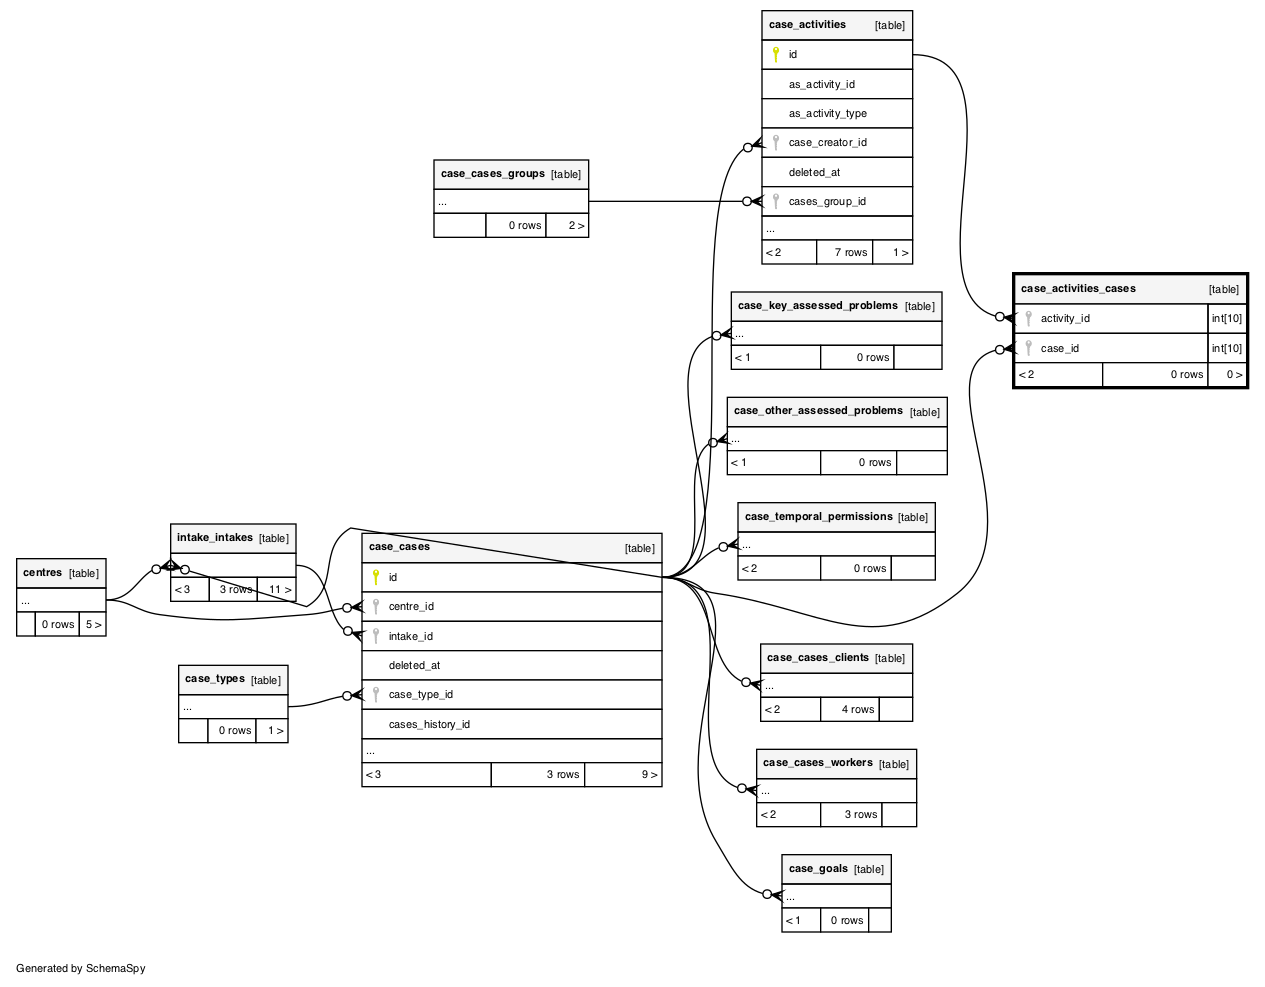 case_activities [table]
id
as_activity_id
as_activity_type
case_creator_id
deleted_at
cases_group_id
...
< 2 7 rows 1 >
case_cases_groups [table]
...
0 rows 2 >
case_activities_cases [table]
activity_id int[10]
case_id int[10]
< 2 0 rows 0 >
case_key_assessed_problems [table]
...
< 1 0 rows
case_other_assessed_problems [table]
...
< 1 0 rows
case_temporal_permissions [table]
...
< 2 0 rows
intake_intakes [table]
< 3 3 rows 11 >
centres [table]
...
0 rows 5 >
case_cases [table]
id
centre_id
intake_id
deleted_at
case_type_id
cases_history_id
...
< 3 3 rows 9 >
case_types [table]
...
0 rows 1 >
case_cases_clients [table]
...
< 2 4 rows
case_cases_workers [table]
...
< 2 3 rows
case_goals [table]
...
< 1 0 rows
Generated by SchemaSpy